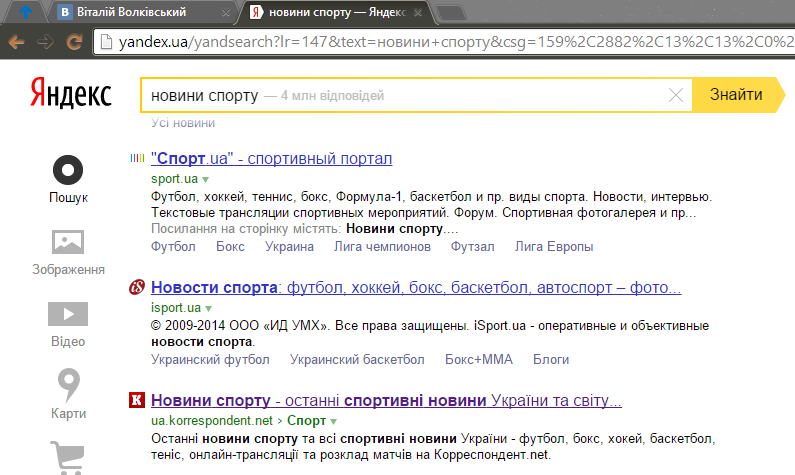 Віталій Волківський
новини спорту — Яндекс
yandex.ua/yandsearch?lr=147&text=новини+спорту&csg=159%2C2882%2C13%2C13%2C0%2
Яндекс
новини спорту — 4 млн відповідей
Знайти
Усі новини
"Спорт.ua" - спортивный портал
sport.ua
Футбол, хоккей, теннис, бокс, Формула-1, баскетбол и пр. виды спорта. Новости, интервью.
Текстовые трансляции спортивных мероприятий. Форум. Спортивная фотогалерея и пр...
Посилання на сторінку містять: Новини спорту....
Футбол Бокс Украина Лига чемпионов Футзал Лига Европы
Пошук
Зображення
Новости спорта: футбол, хоккей, бокс, баскетбол, автоспорт – фото...
isport.ua
© 2009-2014 ООО «ИД УМХ». Все права защищены. iSport.ua - оперативные и объективные
новости спорта.
Украинский футбол Украинский баскетбол Бокс+ММА Блоги
Відео
Карти
Новини спорту - останні спортивні новини України та світу...
ua.korrespondent.net › Спорт
Останні новини спорту та всі спортивні новини України - футбол, бокс, хокей, баскетбол,
теніс, онлайн-трансляції та розклад матчів на Корреспондент.net.